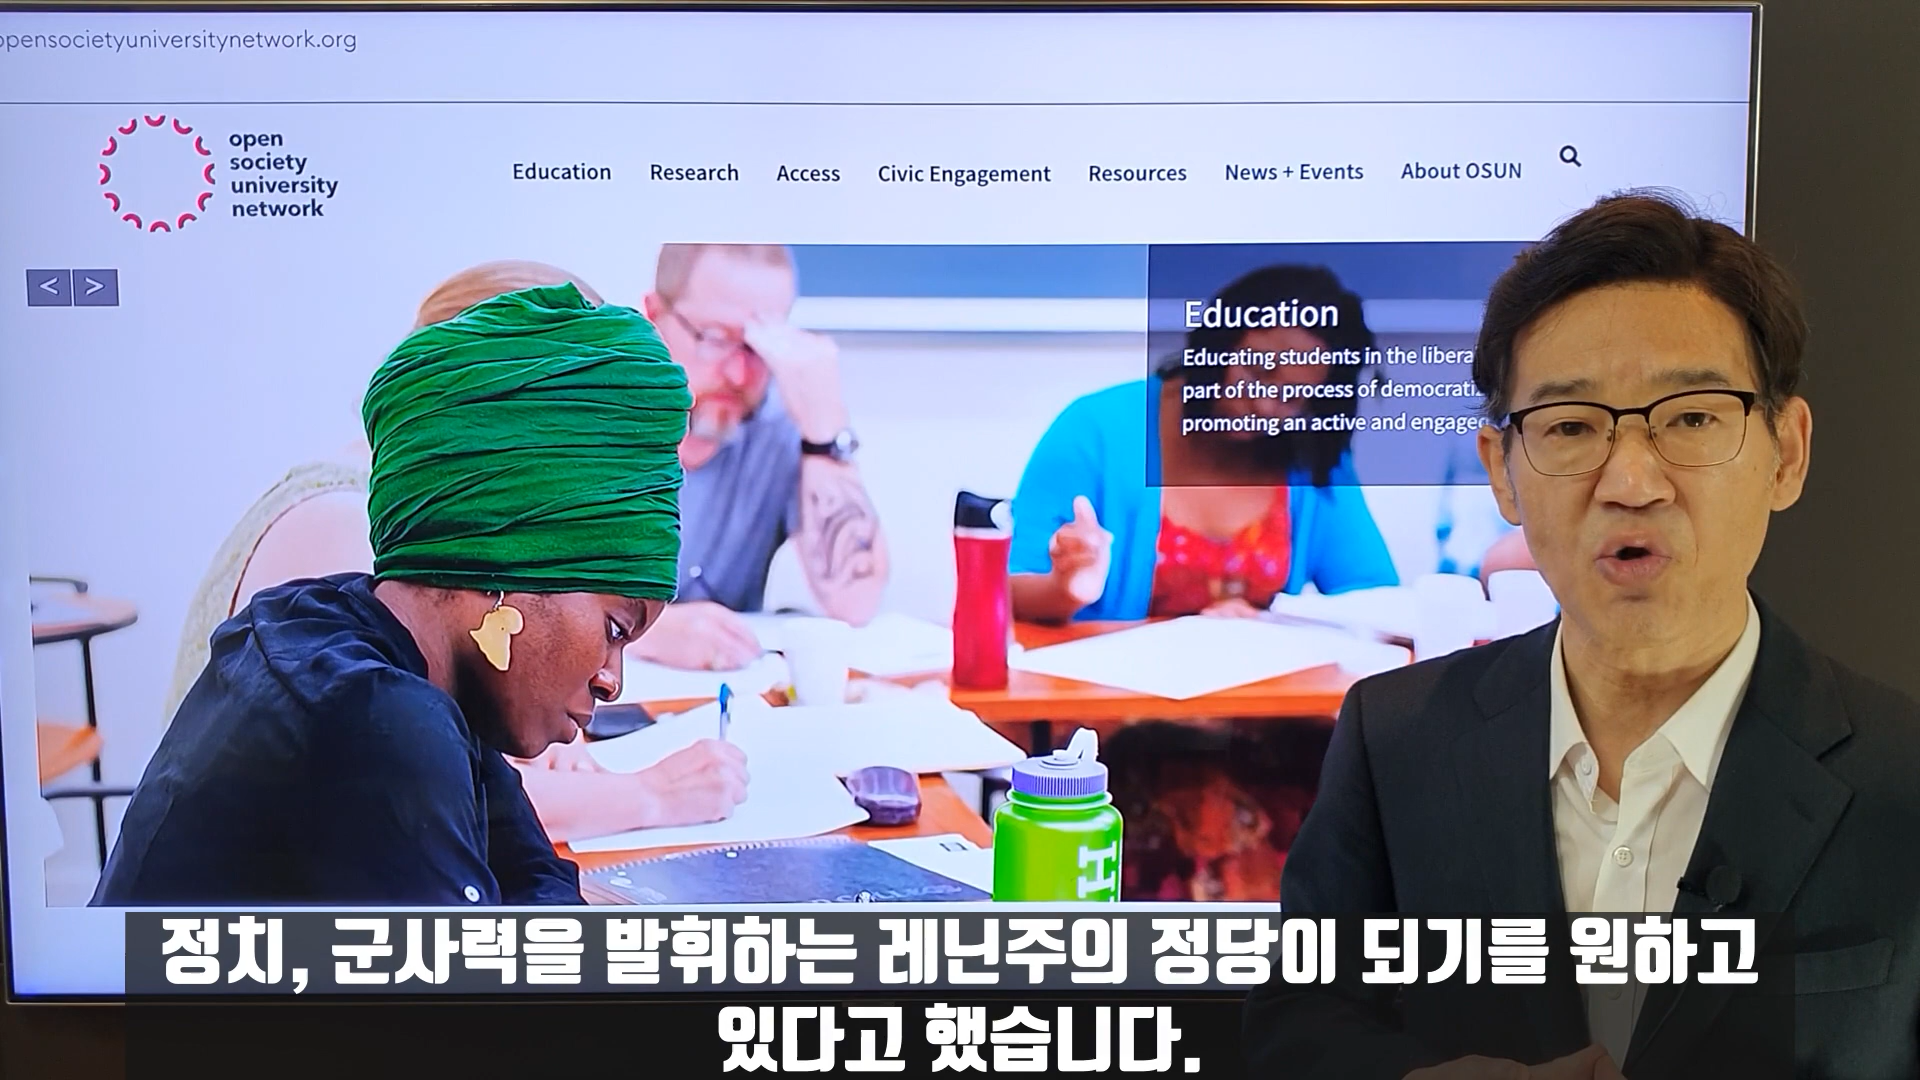 opensocietyuniversitynetwork.org
open
society
university
network
Education Research Access Civic Engagement Resources News + Events About OSUN
< >
Education
Educating students in the
part of the process of
promoting an active and
정치, 군사력을 발휘하는 레닌주의 정당이 되기를 원하고
있다고 했습니다.